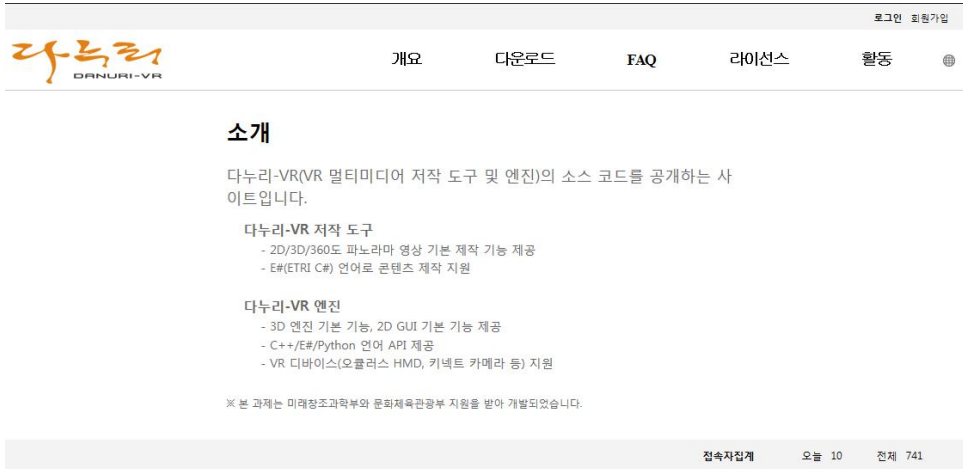 로그인 회원가입
다누리
DANURI-VR
개요 다운로드 FAQ 라이선스 활동
소개
다누리-VR(VR 멀티미디어 저작 도구 및 엔진)의 소스 코드를 공개하는 사
이트입니다.
다누리-VR 저작 도구
- 2D/3D/360도 파노라마 영상 기본 제작 기능 제공
- E#(ETRI C#) 언어로 콘텐츠 제작 지원
다누리-VR 엔진
- 3D 엔진 기본 기능, 2D GUI 기본 기능 제공
- C++/E#/Python 언어 API 제공
- VR 디바이스(오큘러스 HMD, 키넥트 카메라 등) 지원
※ 본 과제는 미래창조과학부와 문화체육관광부 지원을 받아 개발되었습니다.
접속자집계 오늘 10 전체 741